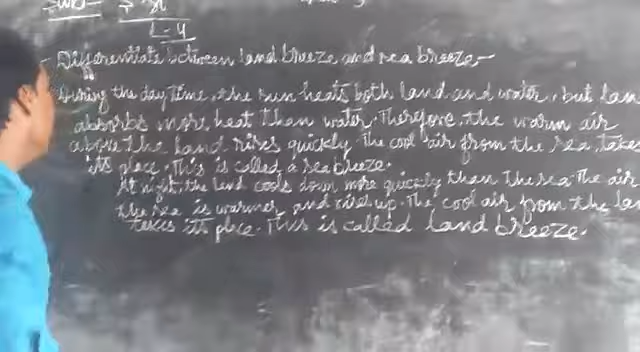 L-4
Differentiate between land breeze and sea breeze-
During the day time, the sun heats both land and water, but lan
absorbs more heat than water. Therefore, the warm air
above the land rises quickly. The cool air from the sea, takes
its place. This is called a sea breeze.
At night, the land cools down more quickly than the sea. The air
the sea is warmer and rises up. The cool air from the lan
takes its place. This is called land breeze.